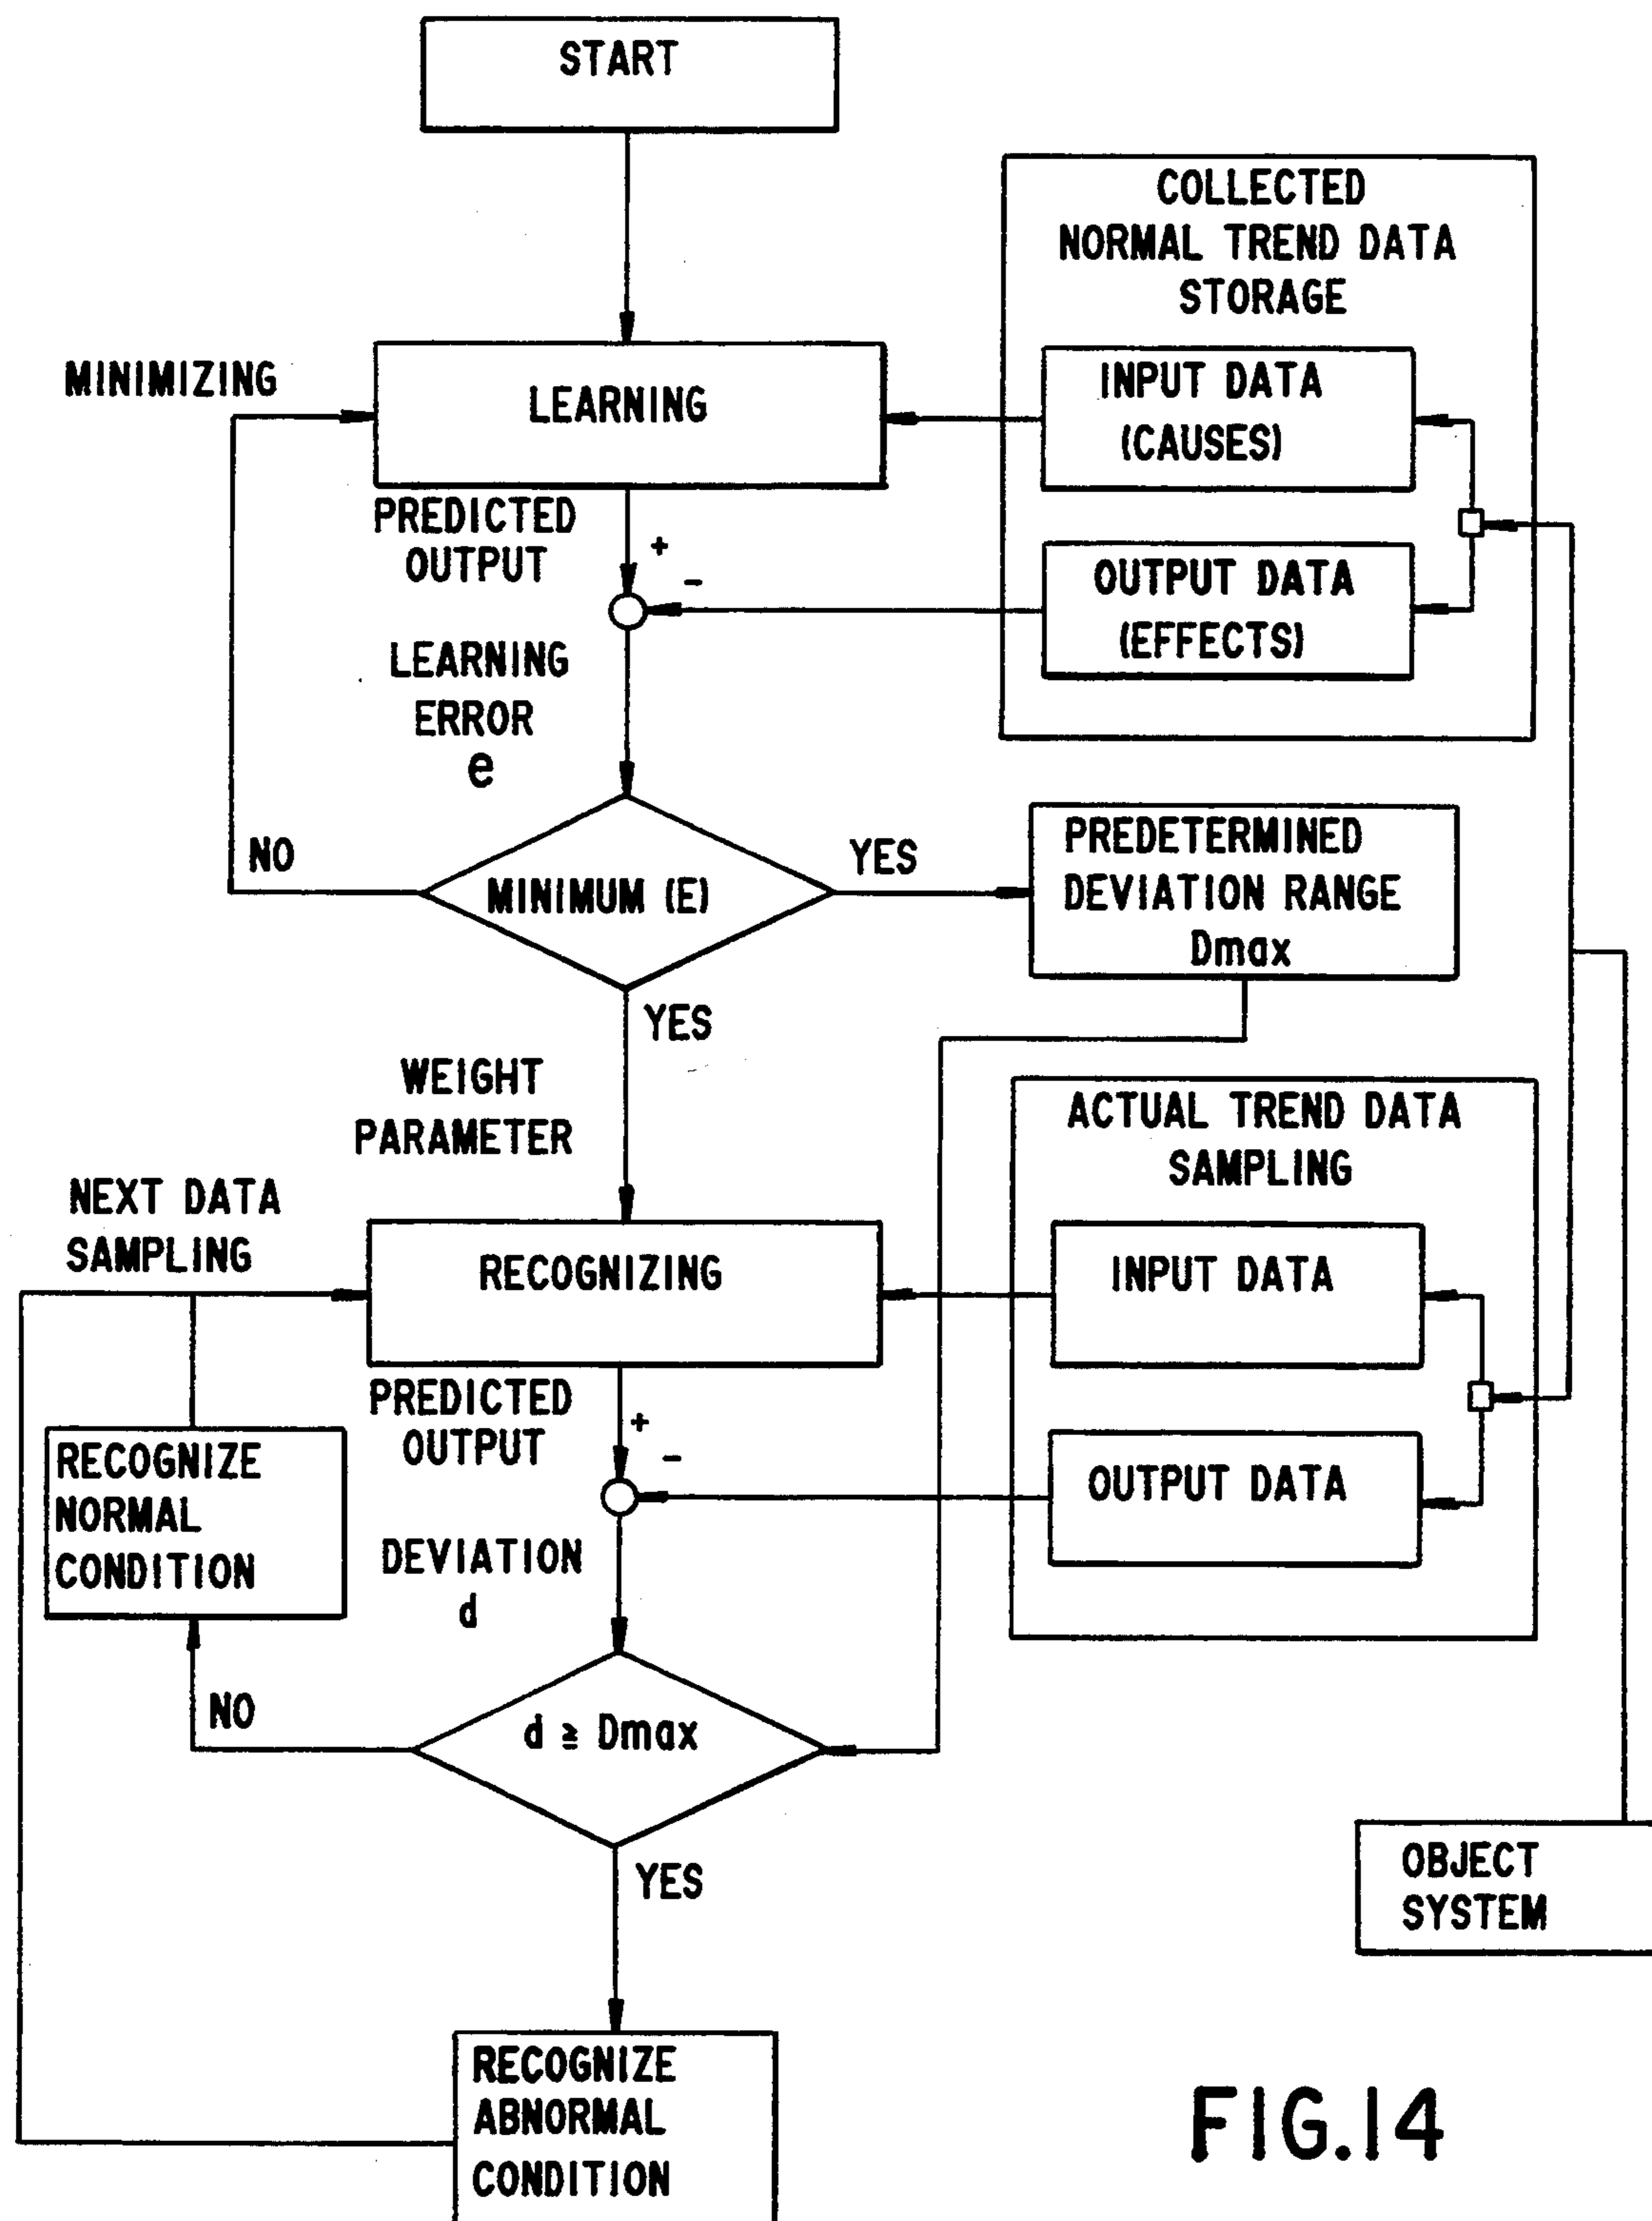 START
COLLECTED
NORMAL TREND DATA
STORAGE
MINIMIZING
LEARNING
INPUT DATA
(CAUSES)
PREDICTED
OUTPUT
+
-
OUTPUT DATA
(EFFECTS)
LEARNING
ERROR
e
NO
MINIMUM (E)
YES
PREDETERMINED
DEVIATION RANGE
Dmax
YES
WEIGHT
PARAMETER
ACTUAL TREND DATA
SAMPLING
NEXT DATA
SAMPLING
RECOGNIZING
INPUT DATA
PREDICTED
OUTPUT
+
-
OUTPUT DATA
RECOGNIZE
NORMAL
CONDITION
DEVIATION
d
NO
d ≧ Dmax
YES
OBJECT
SYSTEM
RECOGNIZE
ABNORMAL
CONDITION
FIG.14